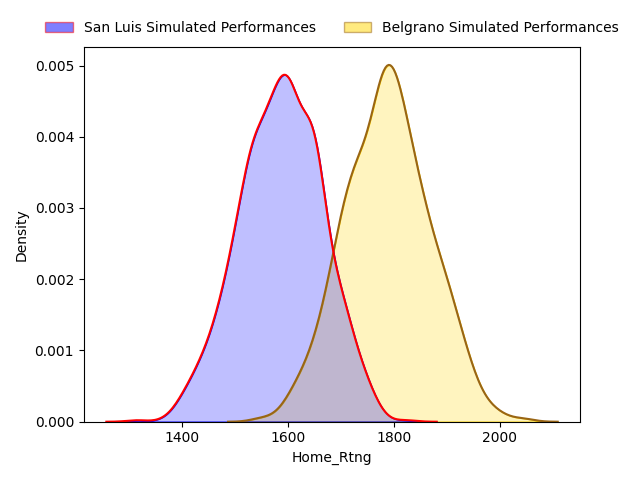 San Luis Simulated Performances Belgrano Simulated Performances
0.005
0.004
0.003
0.002
0.001
0.000
Density
1400 1600 1800 2000
Home_Rtng